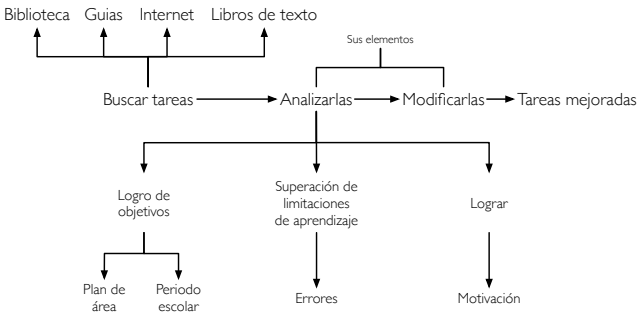 Biblioteca Guias Internet Libros de texto
Sus elementos
Buscar tareas Analizarlas Modificarlas Tareas mejoradas
Logro de
objetivos
Superación de
limitaciones
de aprendizaje
Lograr
Plan de
área
Periodo
escolar
Errores
Motivación